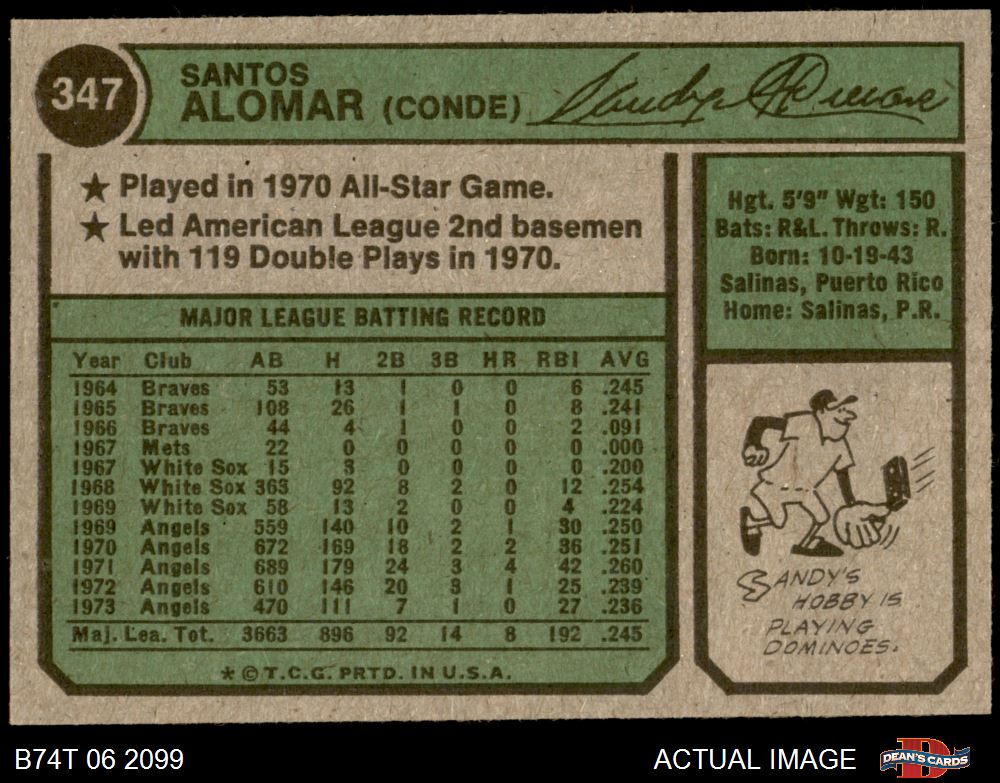 347
SANTOS
ALOMAR (CONDE) Sandy Alomar
★ Played in 1970 All-Star Game.
★ Led American League 2nd basemen
with 119 Double Plays in 1970.
Hgt. 5'9" Wgt: 150
Bats: R&L. Throws: R.
Born: 10-19-43
Salinas, Puerto Rico
Home: Salinas, P.R.
MAJOR LEAGUE BATTING RECORD
Year Club AB H 2B 3B HR RBI AVG
1964 Braves 53 13 1 0 0 6 .245
1965 Braves 108 26 1 1 0 8 .241
1966 Braves 44 4 1 0 0 2 .091
1967 Mets 22 0 0 0 0 0 .000
1967 White Sox 15 3 0 0 0 0 .200
1968 White Sox 363 92 8 2 0 12 .254
1969 White Sox 58 13 2 0 0 4 .224
1969 Angels 559 140 10 2 1 30 .250
1970 Angels 672 169 18 2 2 36 .251
1971 Angels 689 179 24 3 4 42 .260
1972 Angels 610 146 20 3 1 25 .239
1973 Angels 470 111 7 1 0 27 .236
Maj. Lea. Tot. 3663 896 92 14 8 192 .245
* © T.C.G. PRTD. IN U.S.A.
SANDY'S
HOBBY IS
PLAYING
DOMINOES.
B74T 06 2099
ACTUAL IMAGE
D
DEAN'S CARDS